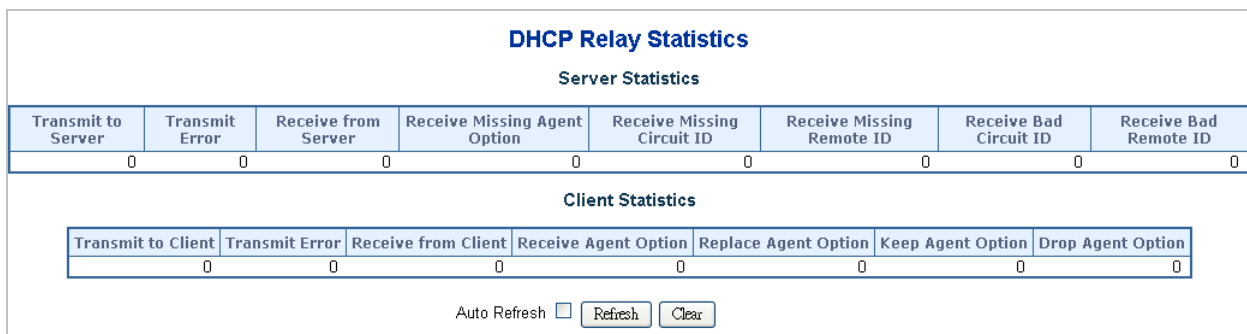 DHCP Relay Statistics
Server Statistics
Transmit to Server Transmit Error Receive from Server Receive Missing Agent Option Receive Missing Circuit ID Receive Missing Remote ID Receive Bad Circuit ID Receive Bad Remote ID
0 0 0 0 0 0 0 0
Client Statistics
Transmit to Client Transmit Error Receive from Client Receive Agent Option Replace Agent Option Keep Agent Option Drop Agent Option
0 0 0 0 0 0 0
Auto Refresh Refresh Clear